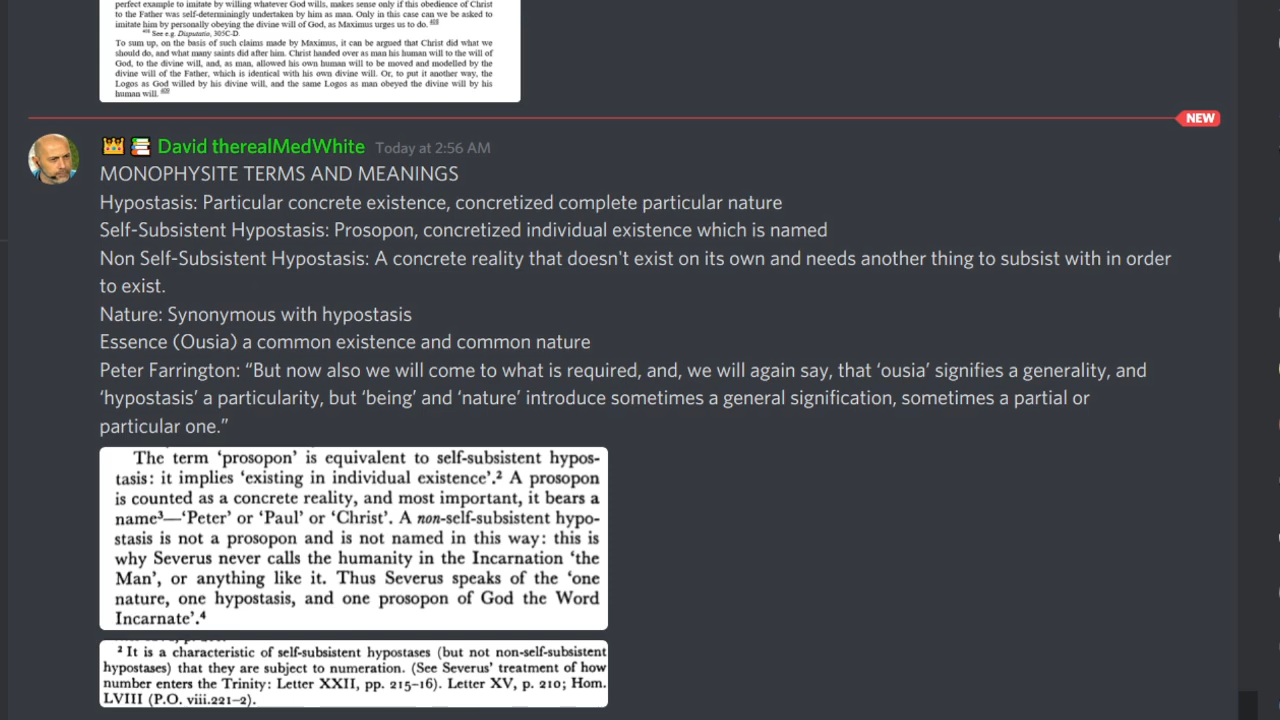 perfect example to imitate by willing whatever God wills, makes sense only if this obedience of Christ
to the Father was self-determiningly undertaken by him as man. Only in this case can we be asked to
imitate him by personally obeying the divine will of God, as Maximus urges us to do.
See e.g. Disputatio, 305C-D.
To sum up, on the basis of such claims made by Maximus, it can be argued that Christ did what we
should do, and what many saints did after him. Christ handed over as man his human will to the will of
God, to the divine will, and, as man, allowed his own human will to be moved and modelled by the
divine will of the Father, which is identical with his own divine will. Or, to put it another way, the
Logos as God willed by his divine will, and the same Logos as man obeyed the divine will by his
human will.
NEW
David therealMedWhite Today at 2:56 AM
MONOPHYSITE TERMS AND MEANINGS
Hypostasis: Particular concrete existence, concretized complete particular nature
Self-Subsistent Hypostasis: Prosopon, concretized individual existence which is named
Non Self-Subsistent Hypostasis: A concrete reality that doesn't exist on its own and needs another thing to subsist with in order
to exist.
Nature: Synonymous with hypostasis
Essence (Ousia) a common existence and common nature
Peter Farrington: “But now also we will come to what is required, and, we will again say, that ‘ousia’ signifies a generality, and
‘hypostasis’ a particularity, but ‘being’ and ‘nature’ introduce sometimes a general signification, sometimes a partial or
particular one.”
The term ‘prosopon’ is equivalent to self-subsistent hypos-
tasis: it implies ‘existing in individual existence’.² A prosopon
is counted as a concrete reality, and most important, it bears a
name³—‘Peter’ or ‘Paul’ or ‘Christ’. A non-self-subsistent hypo-
stasis is not a prosopon and is not named in this way: this is
why Severus never calls the humanity in the Incarnation ‘the
Man’, or anything like it. Thus Severus speaks of the ‘one
nature, one hypostasis, and one prosopon of God the Word
Incarnate’.⁴
² It is a characteristic of self-subsistent hypostases (but not non-self-subsistent
hypostases) that they are subject to numeration. (See Severus’ treatment of how
number enters the Trinity: Letter XXII, pp. 215–16). Letter XV, p. 210; Hom.
LVIII (P.O. viii.221–2).